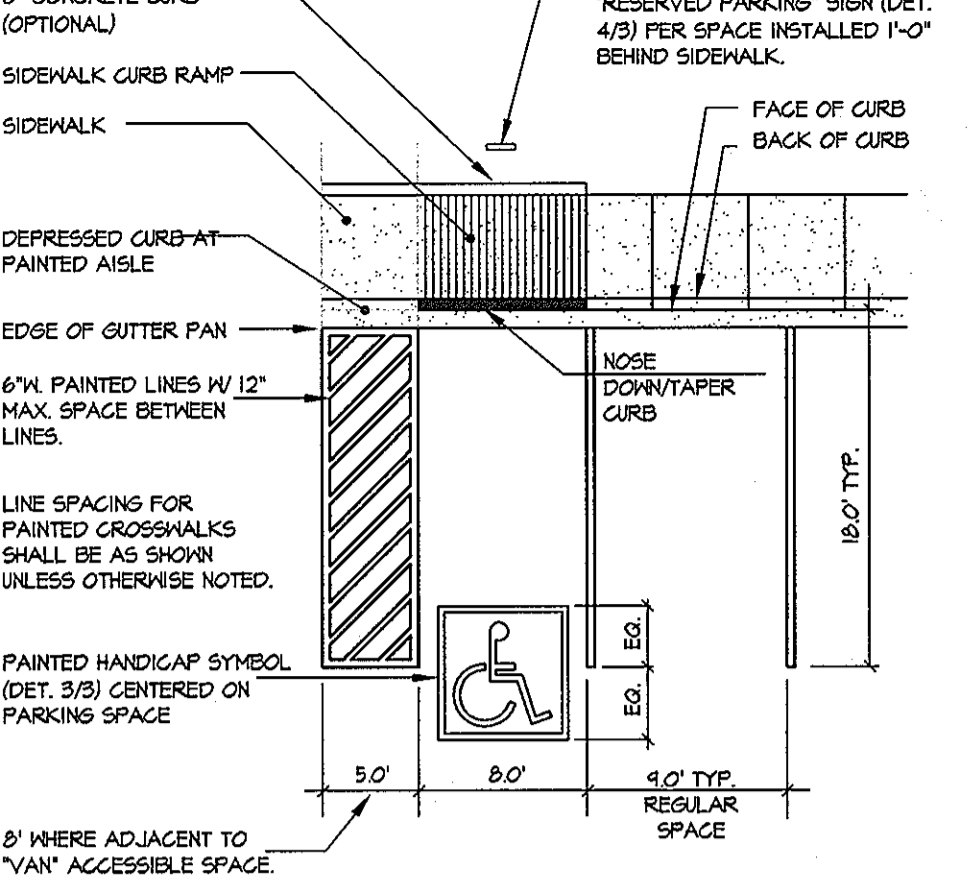 CONCRETE CURB
(OPTIONAL)
"RESERVED PARKING" SIGN (DET.
4/3) PER SPACE INSTALLED 1'-0"
BEHIND SIDEWALK.
SIDEWALK CURB RAMP
SIDEWALK
FACE OF CURB
BACK OF CURB
DEPRESSED CURB AT
PAINTED AISLE
EDGE OF GUTTER PAN
6"W. PAINTED LINES W/ 12"
MAX. SPACE BETWEEN
LINES.
NOSE
DOWN/TAPER
CURB
18.0' TYP.
LINE SPACING FOR
PAINTED CROSSWALKS
SHALL BE AS SHOWN
UNLESS OTHERWISE NOTED.
PAINTED HANDICAP SYMBOL
(DET. 3/3) CENTERED ON
PARKING SPACE
EQ.
EQ.
5.0'
8.0'
9.0' TYP.
REGULAR
SPACE
8' WHERE ADJACENT TO
"VAN" ACCESSIBLE SPACE.